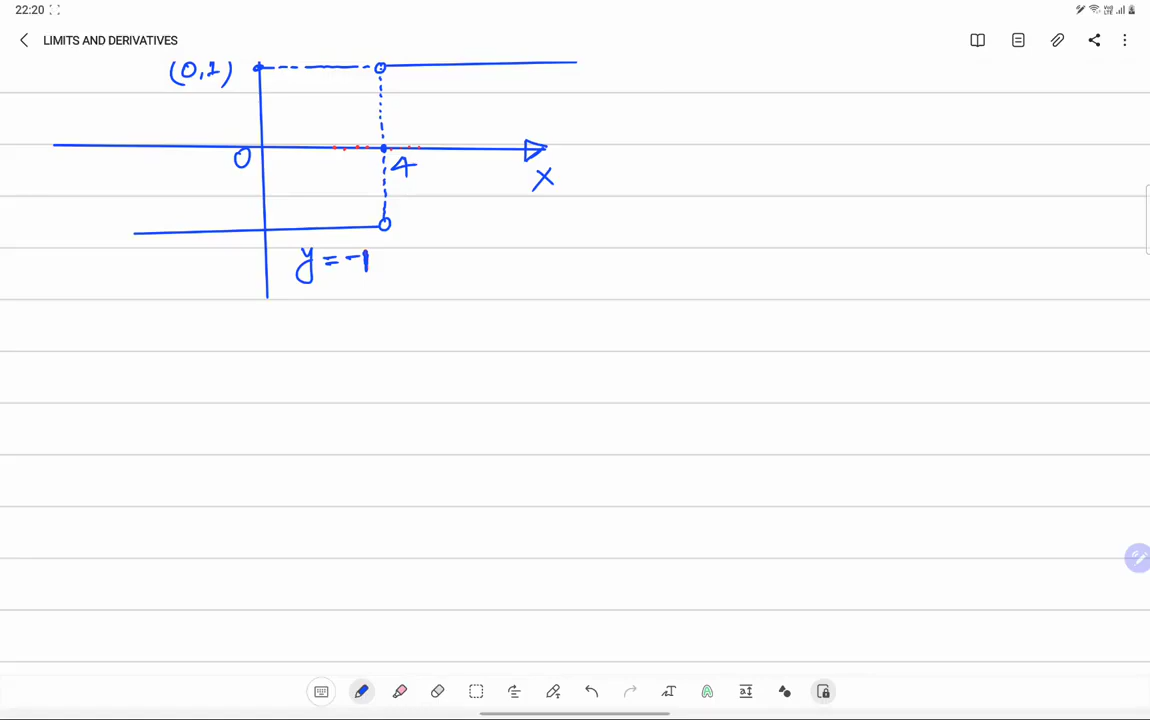 22:20
LIMITS AND DERIVATIVES
(0,1)
0
4
X
y = -1